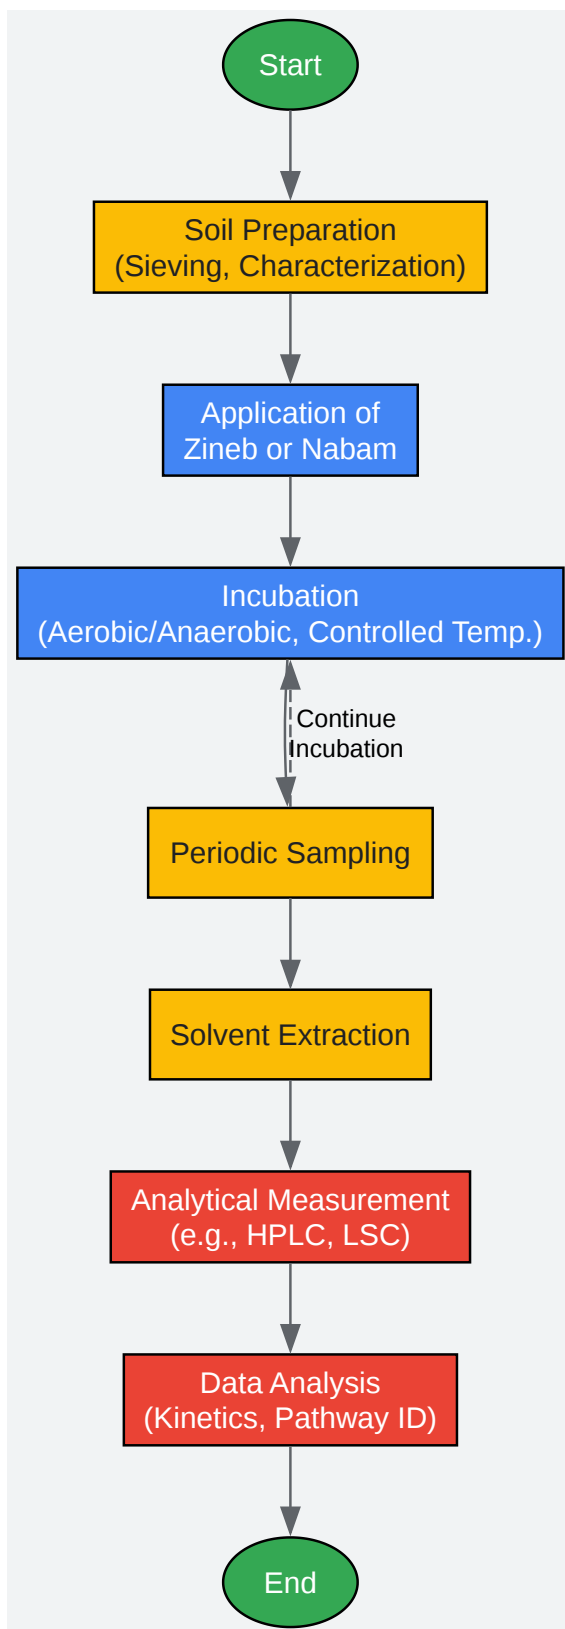 Start
Soil Preparation
(Sieving, Characterization)
Application of
Zineb or Nabam
Incubation
(Aerobic/Anaerobic, Controlled Temp.)
Continue
Incubation
Periodic Sampling
Solvent Extraction
Analytical Measurement
(e.g., HPLC, LSC)
Data Analysis
(Kinetics, Pathway ID)
End